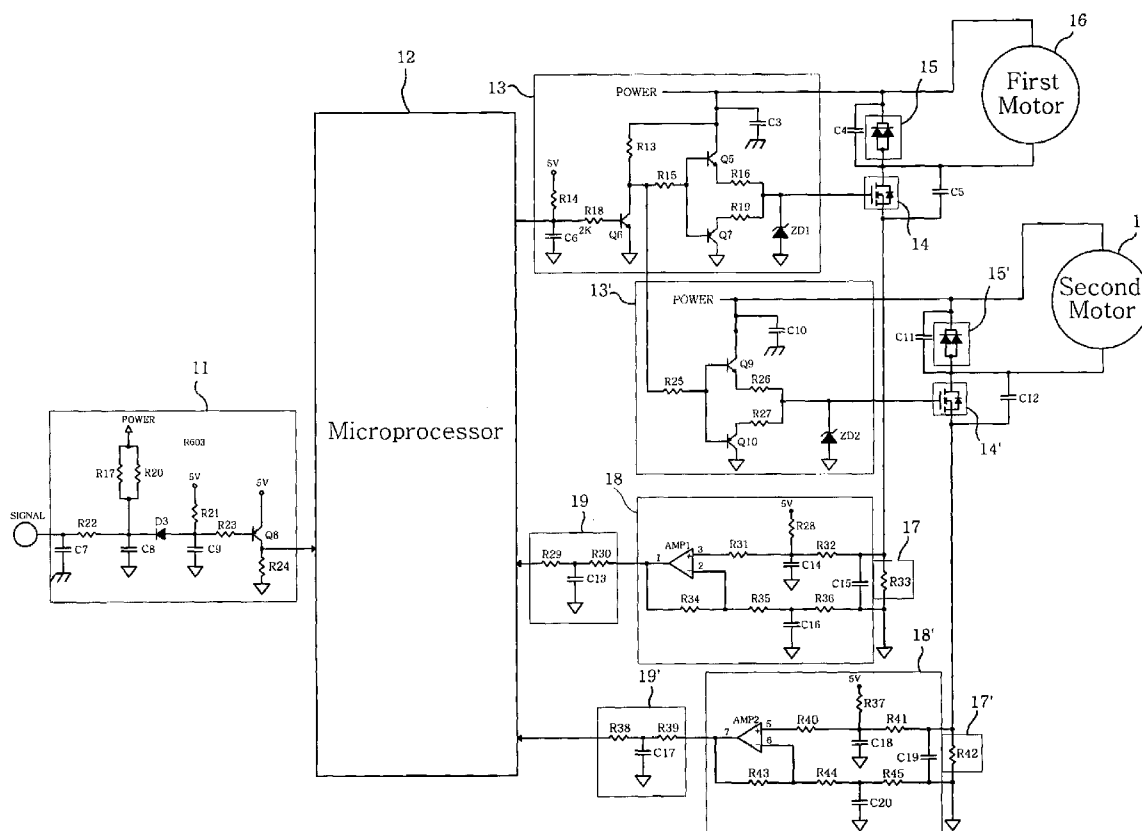 16
12
First
Motor
13
15
POWER
C3
C4
R13
Q5
5V
R15
R16
R14
R18
R19
C5
C6
2K
Q6
Q7
ZD1
14
1
13'
15'
Second
Motor
POWER
C10
C11
Q9
R25
R26
C12
R27
11
Microprocessor
Q10
ZD2
14'
POWER
R603
R17
R20
5V
5V
18
SIGNAL
R21
5V
R22
D3
R23
Q8
19
R28
17
C7
C8
C9
AMP1
3
R31
R32
R24
R29
R30
1
2
C14
C13
C15
R33
R34
R35
R36
C16
18'
19'
5V
R37
17'
AMP2
5
R40
R41
R38
R39
7
6
C18
C17
C19
R42
R43
R44
R45
C20